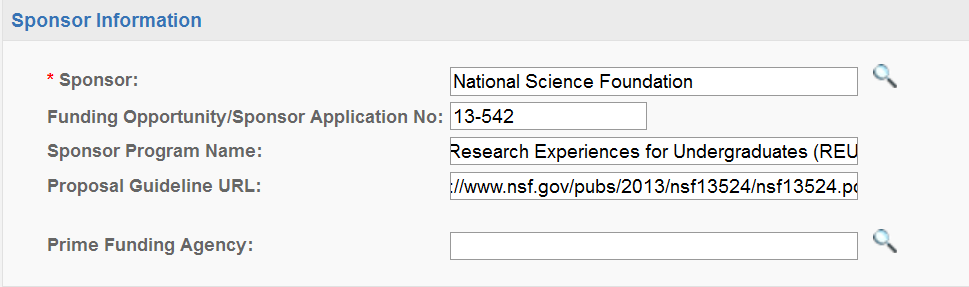 Sponsor Information
* Sponsor: National Science Foundation
Funding Opportunity/Sponsor Application No: 13-542
Sponsor Program Name: Research Experiences for Undergraduates (REU
Proposal Guideline URL: ://www.nsf.gov/pubs/2013/nsf13524/nsf13524.pd
Prime Funding Agency: